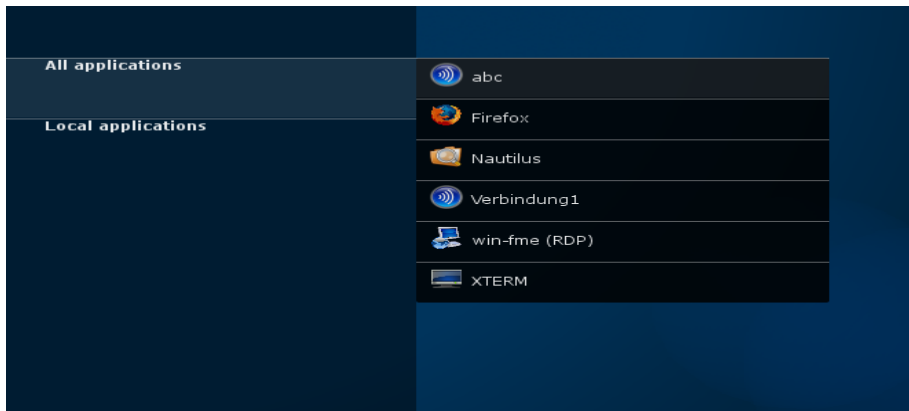 All applications
Local applications
abc
Firefox
Nautilus
Verbindung1
win-fme (RDP)
XTERM